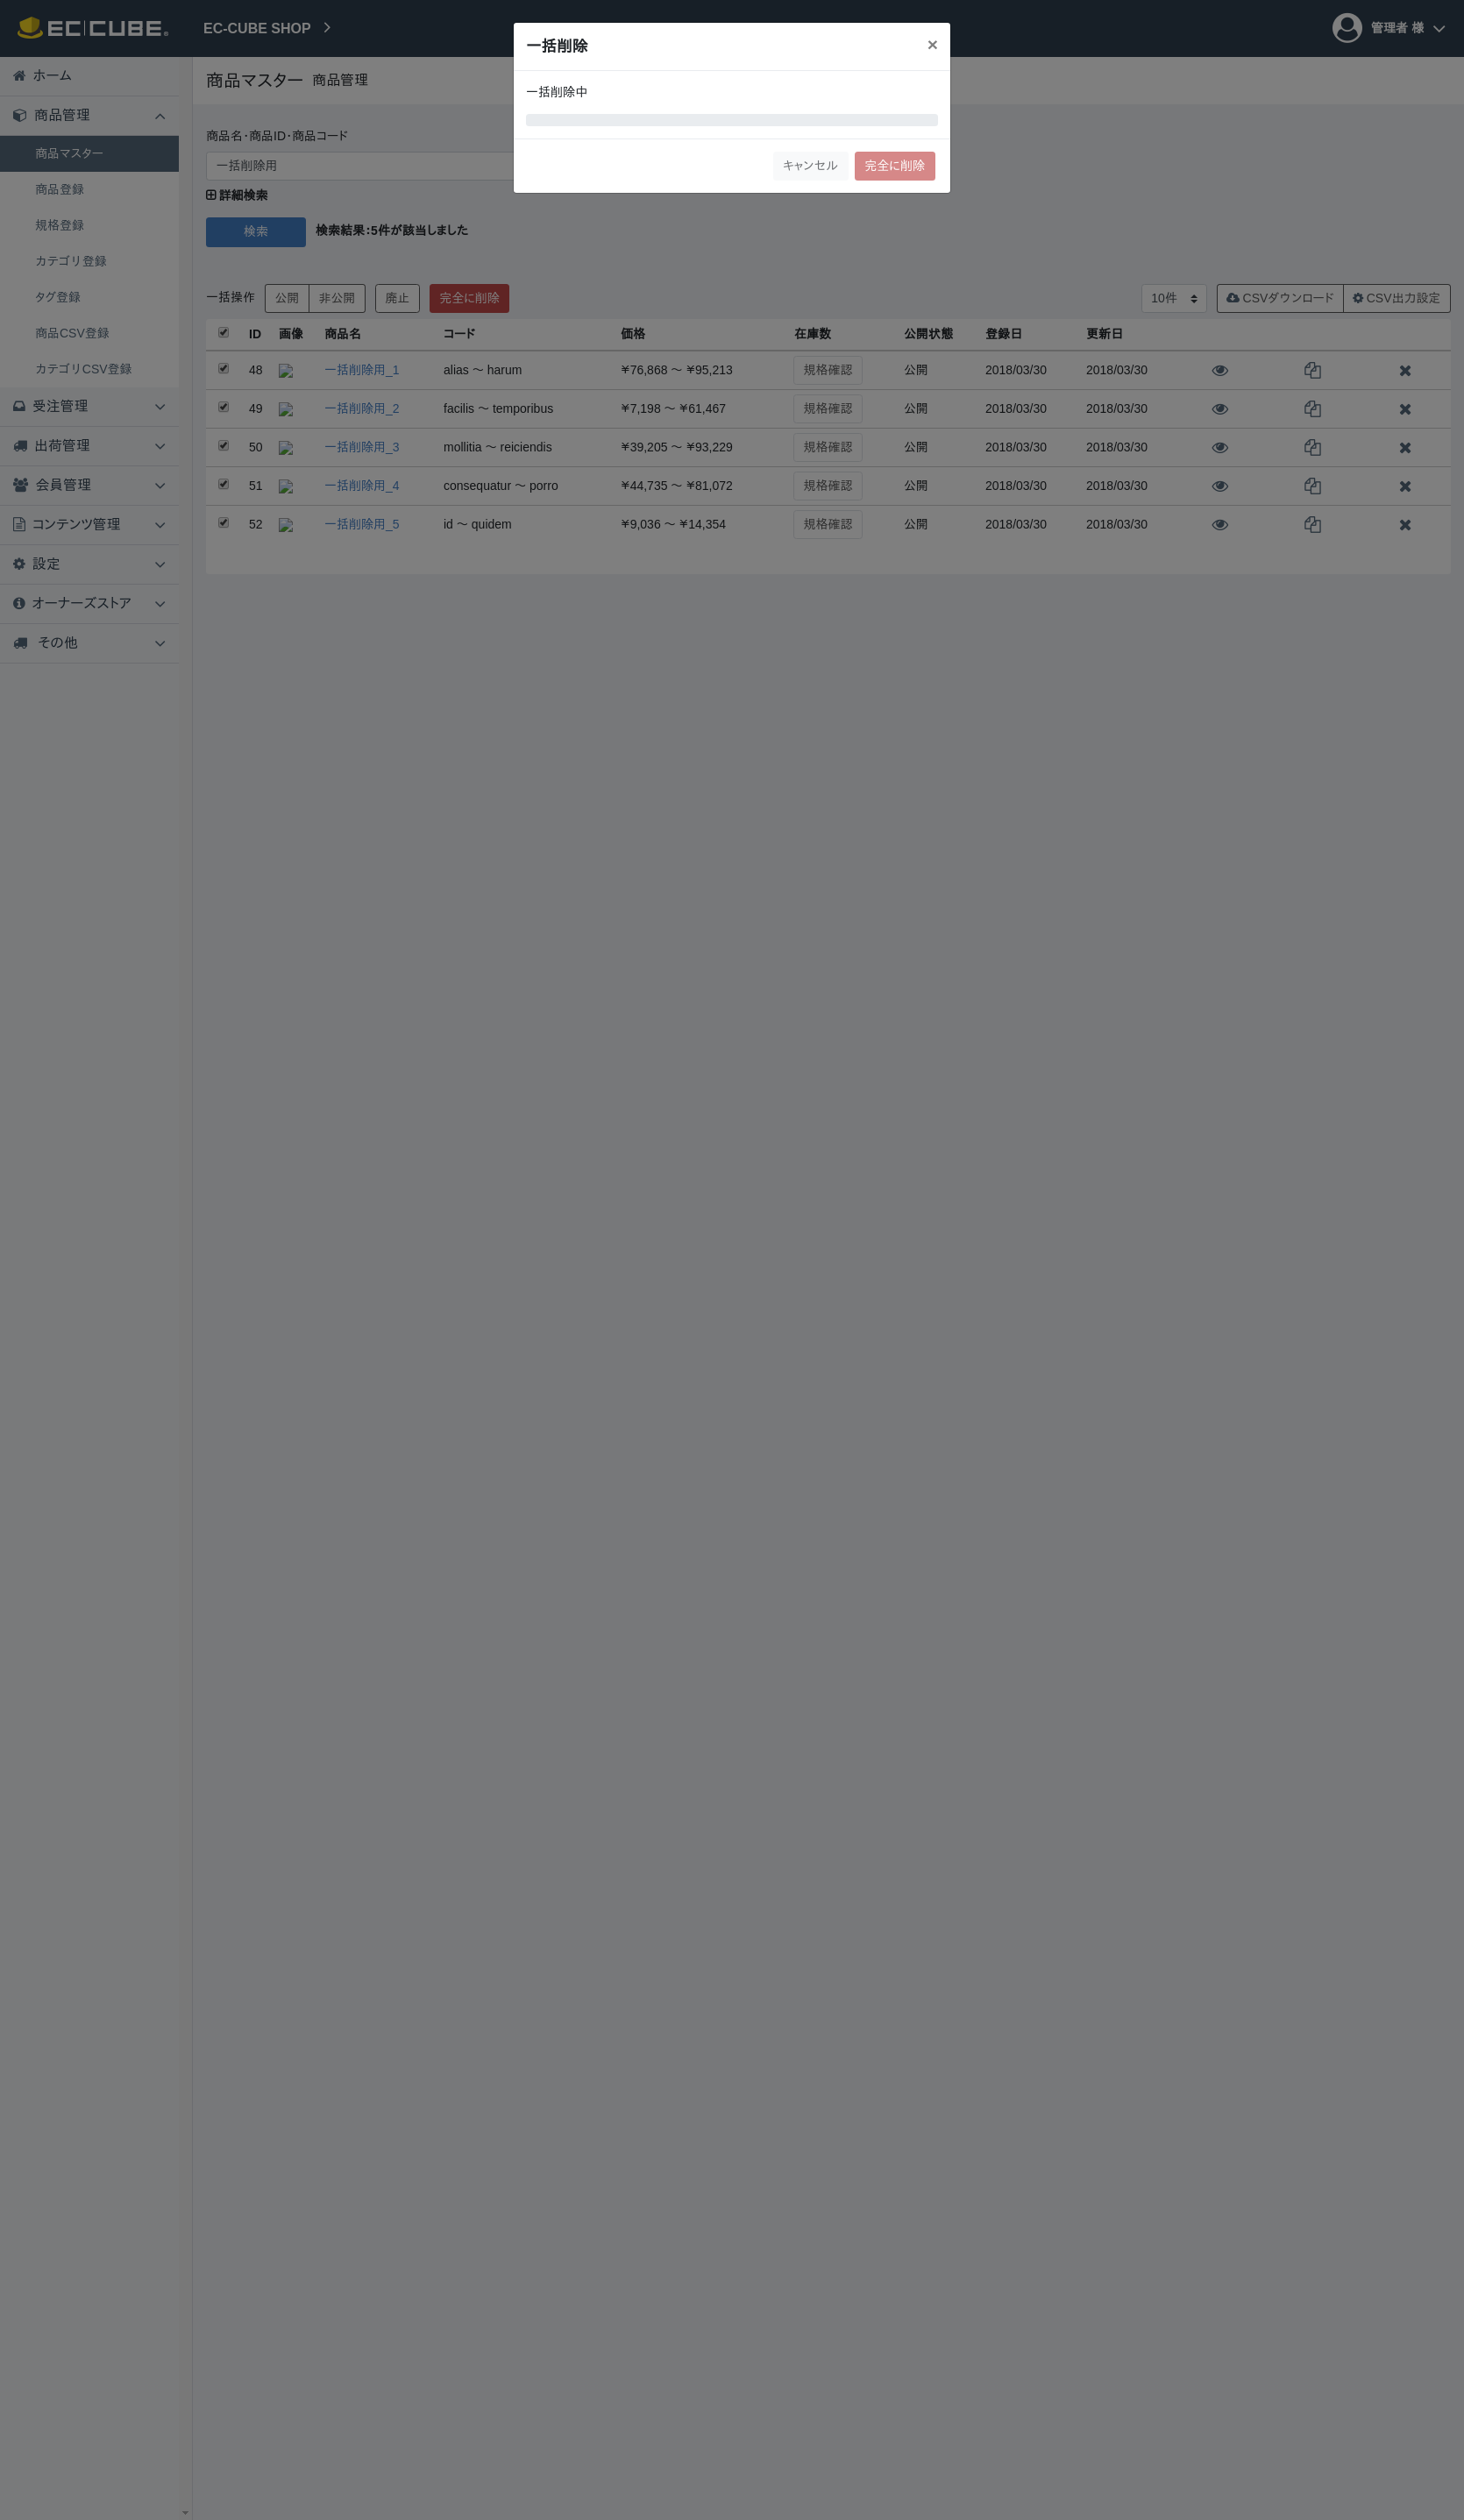 EC CUBE®
EC-CUBE SHOP
管理者 様
一括削除
×
一括削除中
キャンセル
完全に削除
ホーム
商品管理
商品マスター
商品登録
規格登録
カテゴリ登録
タグ登録
商品CSV登録
カテゴリCSV登録
受注管理
出荷管理
会員管理
コンテンツ管理
設定
オーナーズストア
その他
商品マスター 商品管理
商品名・商品ID・商品コード
一括削除用
詳細検索
検索 検索結果：5件が該当しました
一括操作 公開 非公開 廃止 完全に削除 10件 CSVダウンロード CSV出力設定
ID 画像 商品名 コード 価格 在庫数 公開状態 登録日 更新日
48 一括削除用_1 alias ～ harum ¥76,868 ～ ¥95,213 規格確認 公開 2018/03/30 2018/03/30
49 一括削除用_2 facilis ～ temporibus ¥7,198 ～ ¥61,467 規格確認 公開 2018/03/30 2018/03/30
50 一括削除用_3 mollitia ～ reiciendis ¥39,205 ～ ¥93,229 規格確認 公開 2018/03/30 2018/03/30
51 一括削除用_4 consequatur ～ porro ¥44,735 ～ ¥81,072 規格確認 公開 2018/03/30 2018/03/30
52 一括削除用_5 id ～ quidem ¥9,036 ～ ¥14,354 規格確認 公開 2018/03/30 2018/03/30